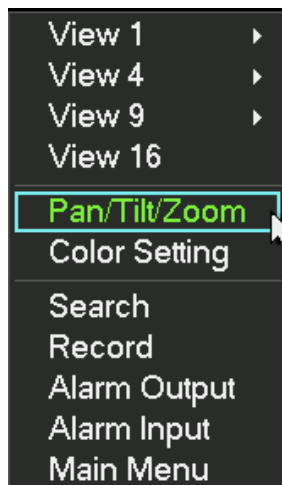 View 1
View 4
View 9
View 16
Pan/Tilt/Zoom
Color Setting
Search
Record
Alarm Output
Alarm Input
Main Menu